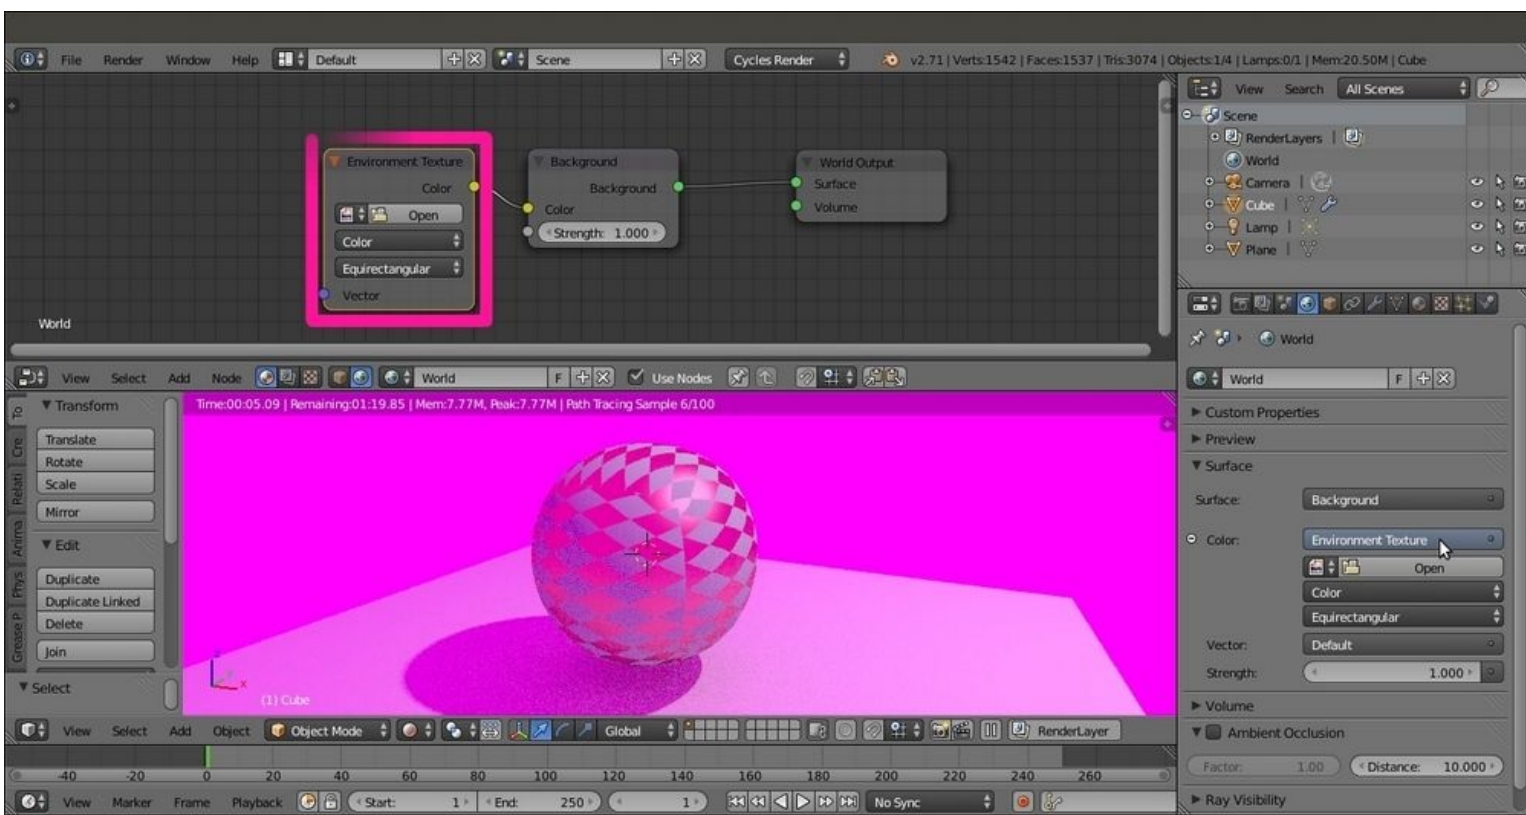 File Render Window Help Default Scene Cycles Render v2.71 | Verts:1542 | Faces:1537 | Tris:3074 | Objects:1/4 | Lamps:0/1 | Mem:20.50M | Cube
View Search All Scenes
Scene
RenderLayers |
World
Camera |
Cube |
Lamp |
Plane |
Environment Texture
Color
Open
Color
Equirectangular
Vector
Background
Background
Color
Strength: 1.000
World Output
Surface
Volume
World
View Select Add Node World F Use Nodes
Transform
Translate
Rotate
Scale
Mirror
Edit
Duplicate
Duplicate Linked
Delete
Join
Select
To
Cre
Relati
Anima
Phys
Grease P
Time:00:05.09 | Remaining:01:19.85 | Mem:7.77M, Peak:7.77M | Path Tracing Sample 6/100
(1) Cube
View Select Add Object Object Mode Global RenderLayer
-40 -20 0 20 40 60 80 100 120 140 160 180 200 220 240 260
View Marker Frame Playback Start: 1 End: 250 1 No Sync
World
World F
Custom Properties
Preview
Surface
Surface: Background
Color: Environment Texture
Open
Color
Equirectangular
Vector: Default
Strength: 1.000
Volume
Ambient Occlusion
Factor: 1.00 Distance: 10.000
Ray Visibility